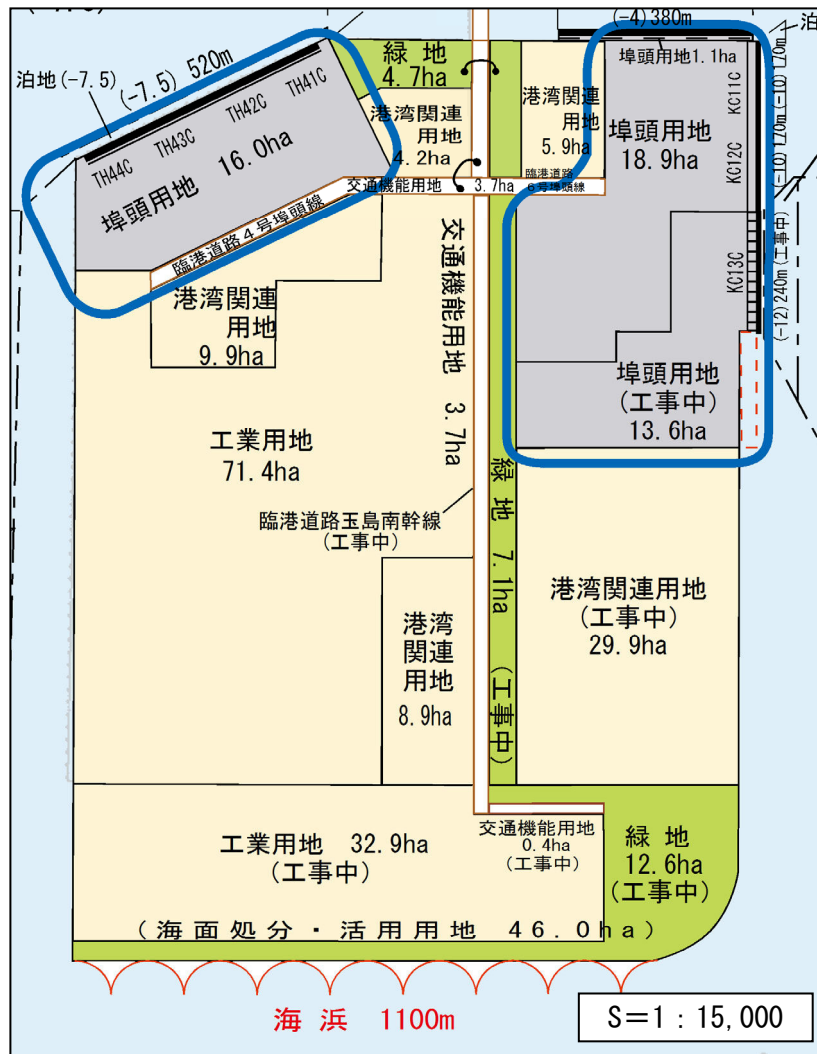 (-4)380m
泊
緑 地
4.7ha
埠頭用地1.1ha
泊地(-7.5)
(-7.5) 520m
TH44C
TH43C
TH42C
TH41C
埠頭用地 16.0ha
港湾関連
用地
4.2ha
港湾関連
用地
5.9ha
埠頭用地
18.9ha
KC11C
(-10)170m
KC12C
(-10)170m
KC13C
(-12)240m(工事中)
交通機能用地 3.7ha
臨港道路
6号埠頭線
臨港道路4号埠頭線
港湾関連
用地
9.9ha
交通機能用地 3.7ha
埠頭用地
(工事中)
13.6ha
工業用地
71.4ha
臨港道路玉島南幹線
(工事中)
緑 地 7.1ha (工事中)
港湾関連用地
(工事中)
29.9ha
港湾
関連
用地
8.9ha
工業用地 32.9ha
(工事中)
交通機能用地
0.4ha
(工事中)
緑 地
12.6ha
(工事中)
(海面処分・活用用地 46.0ha)
海 浜 1100m
S=1：15,000